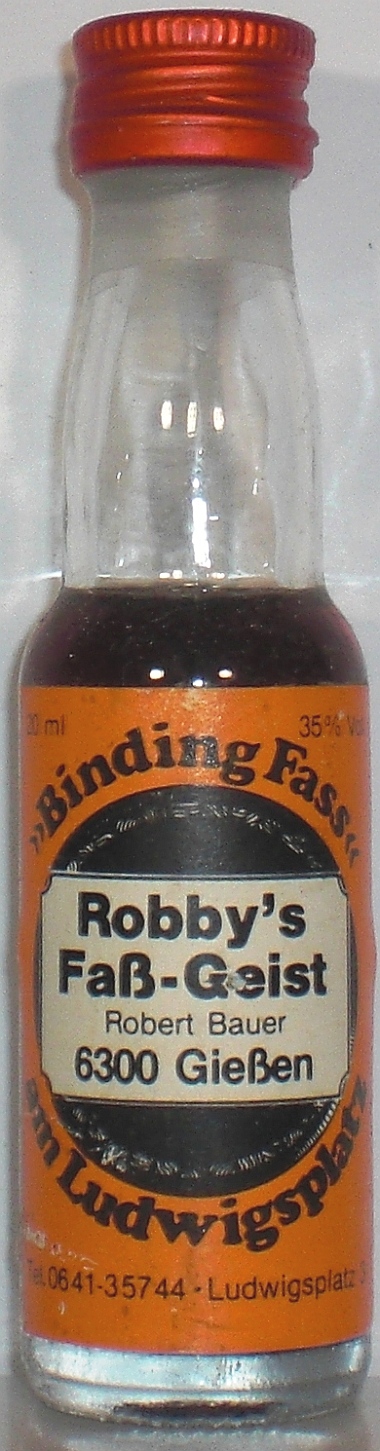 20 ml 35% Vol
»Binding Fass«
Robby's
Faß-Geist
Robert Bauer
6300 Gießen
am Ludwigsplatz
Tel. 0641-35744 · Ludwigsplatz